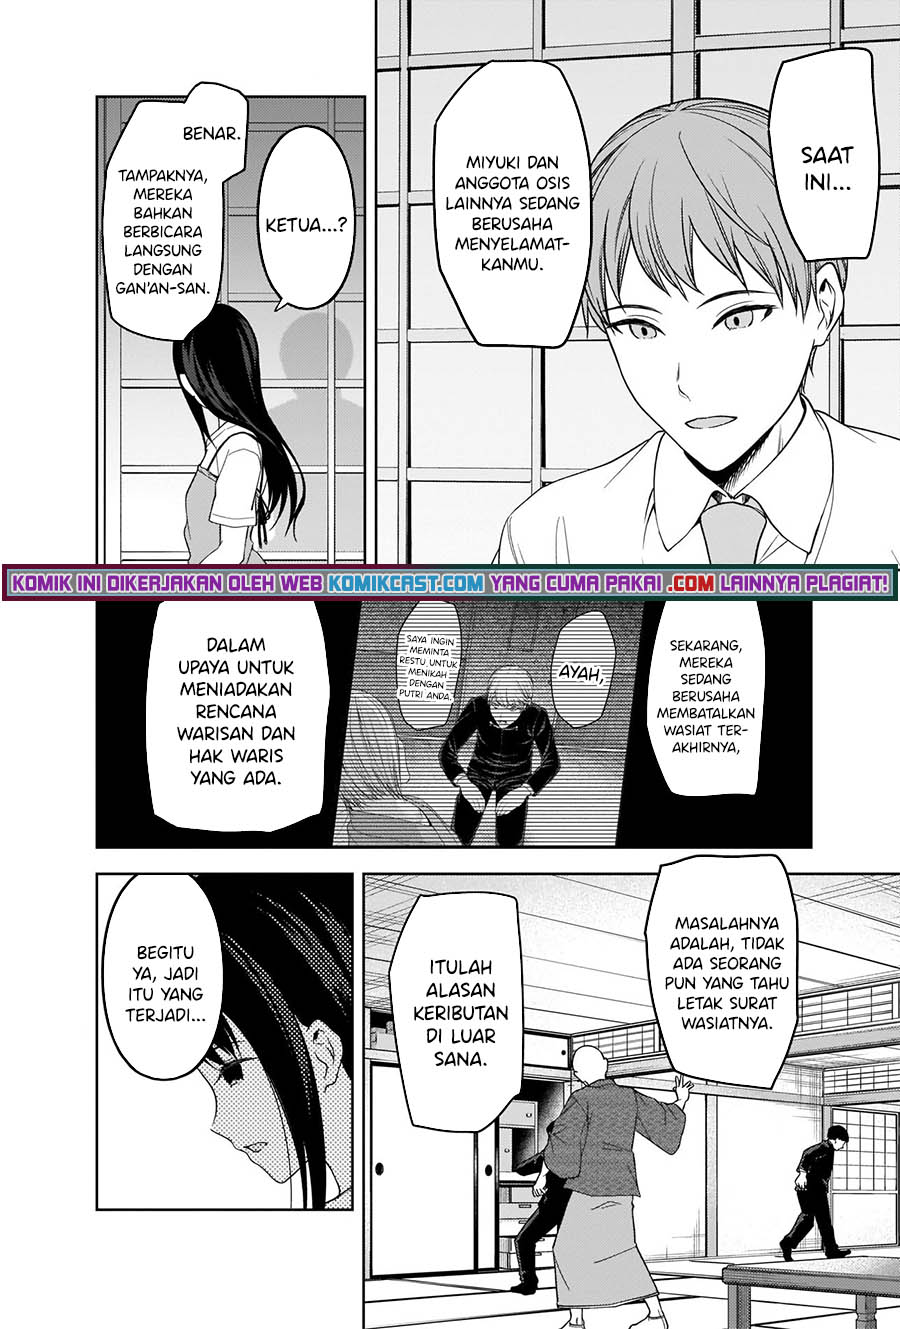 SAAT
INI...
MIYUKI DAN
ANGGOTA OSIS
LAINNYA SEDANG
BERUSAHA
MENYELAMAT-
KANMU.
KETUA...?
BENAR.
TAMPAKNYA,
MEREKA
BAHKAN
BERBICARA
LANGSUNG
DENGAN
GAN'AN-SAN.
KOMIK INI DIKERJAKAN OLEH WEB KOMIKCAST.COM YANG CUMA PAKAI .COM LAINNYA PLAGIAT!
SEKARANG,
MEREKA
SEDANG
BERUSAHA
MEMBATALKAN
WASIAT TER-
AKHIRNYA,
AYAH,
SAYA INGIN
MEMINTA
RESTU UNTUK
MENIKAH
DENGAN
PUTRI ANDA.
DALAM
UPAYA UNTUK
MENIADAKAN
RENCANA
WARISAN DAN
HAK WARIS
YANG ADA.
MASALAHNYA
ADALAH, TIDAK
ADA SEORANG
PUN YANG TAHU
LETAK SURAT
WASIATNYA.
ITULAH
ALASAN
KERIBUTAN
DI LUAR
SANA.
BEGITU
YA, JADI
ITU YANG
TERJADI...